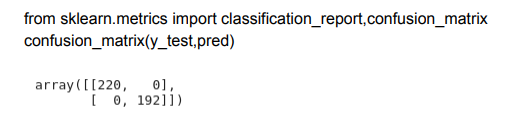 from sklearn.metrics import classification_report,confusion_matrix
confusion_matrix(y_test,pred)
array([[220,   0],
       [  0, 192]])